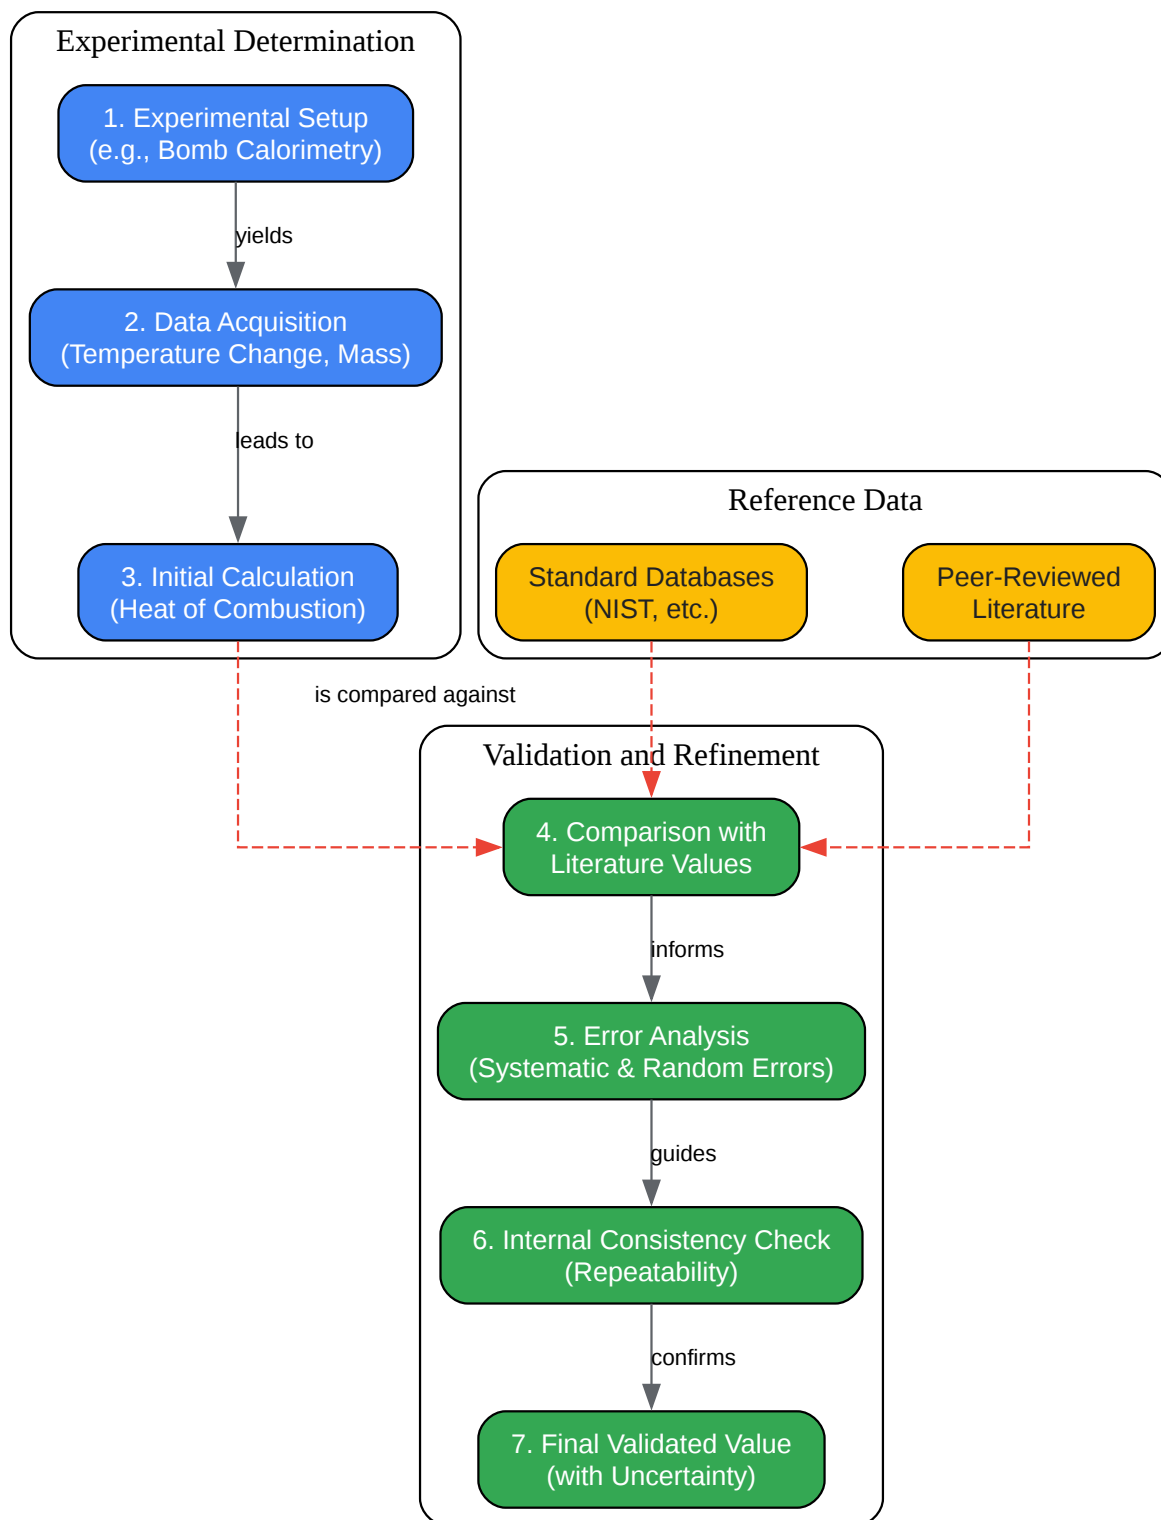 Experimental Determination
1. Experimental Setup
(e.g., Bomb Calorimetry)
yields
2. Data Acquisition
(Temperature Change, Mass)
leads to
3. Initial Calculation
(Heat of Combustion)
Reference Data
Standard Databases
(NIST, etc.)
Peer-Reviewed
Literature
is compared against
Validation and Refinement
4. Comparison with
Literature Values
informs
5. Error Analysis
(Systematic & Random Errors)
guides
6. Internal Consistency Check
(Repeatability)
confirms
7. Final Validated Value
(with Uncertainty)